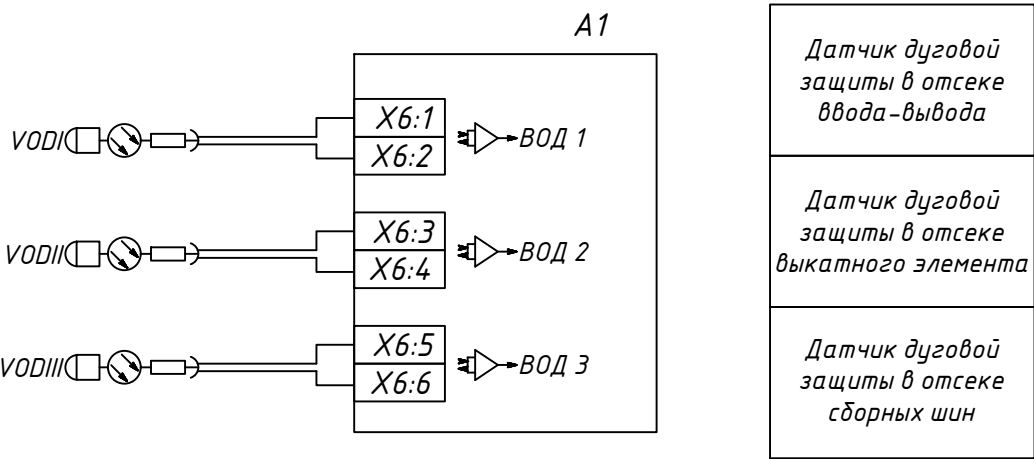 A1
VODI
X6:1
X6:2
ВОД 1
VODII
X6:3
X6:4
ВОД 2
VODIII
X6:5
X6:6
ВОД 3
Датчик дуговой
защиты в отсеке
ввода-вывода
Датчик дуговой
защиты в отсеке
выкатного элемента
Датчик дуговой
защиты в отсеке
сборных шин